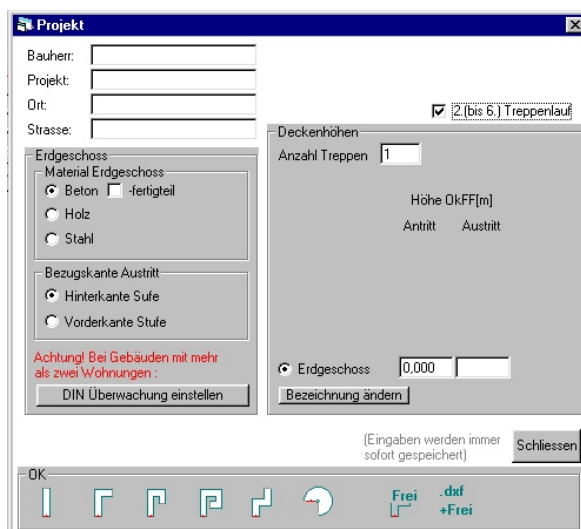 Projekt
Bauherr:
Projekt:
Ort:
Strasse:
2.(bis 6.) Treppenlauf
Erdgeschoss
Material Erdgeschoss
Beton -fertigteil
Holz
Stahl
Bezugskante Austritt
Hinterkante Sufe
Vorderkante Stufe
Achtung! Bei Gebäuden mit mehr
als zwei Wohnungen :
DIN Überwachung einstellen
Deckenhöhen
Anzahl Treppen 1
Höhe OkFF[m]
Antritt Austritt
Erdgeschoss 0,000
Bezeichnung ändern
(Eingaben werden immer
sofort gespeichert)
Schliessen
OK
Frei
.dxf
+Frei